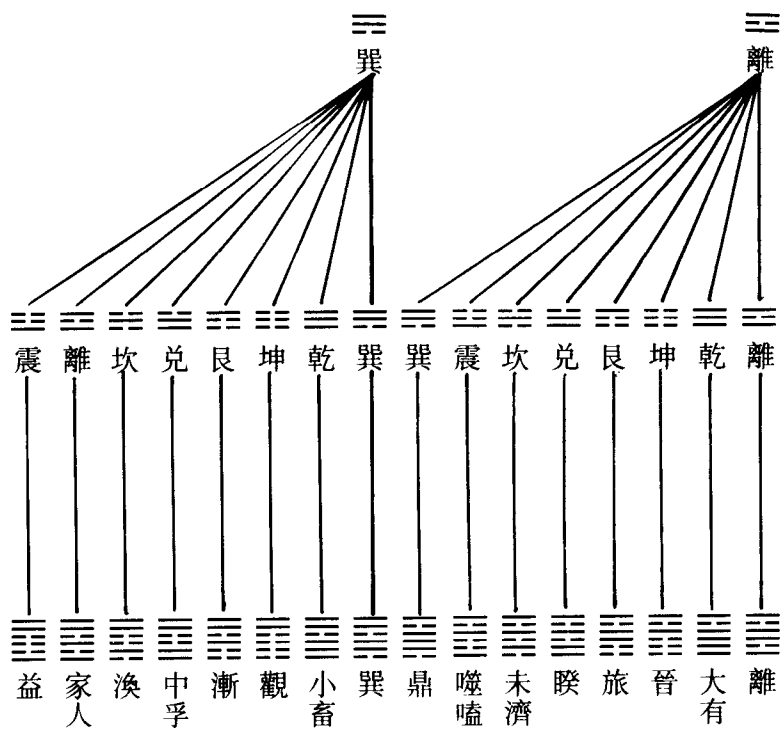 巽 離
震 離 坎 兑 艮 坤 乾 巽 巽 震 坎 兑 艮 坤 乾 離
益 家人 渙 中孚 漸 觀 小畜 巽 鼎 噬嗑 未濟 睽 旅 晉 大有 離